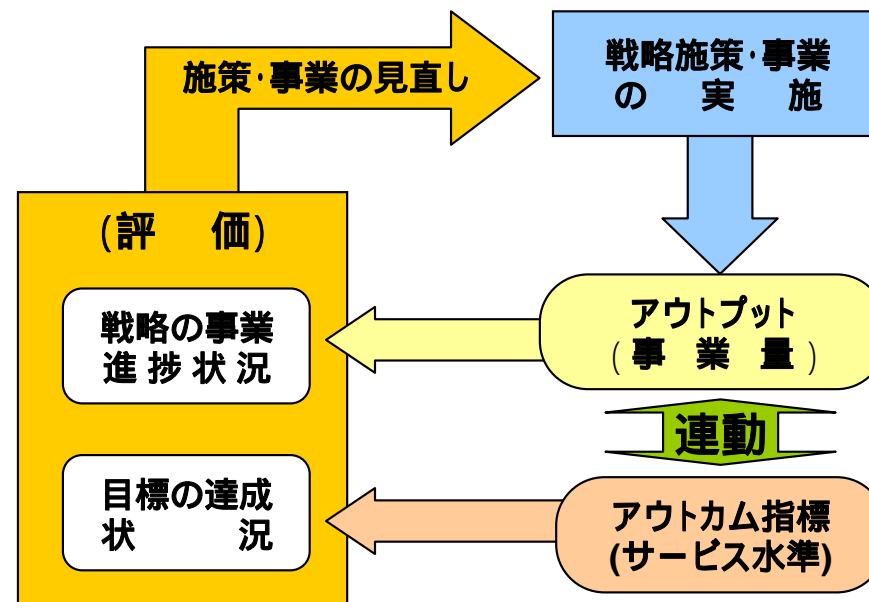 施策・事業の見直し
戦略施策・事業
の実施
(評価)
戦略の事業
進捗状況
アウトプット
(事業量)
連動
目標の達成
状況
アウトカム指標
(サービス水準)